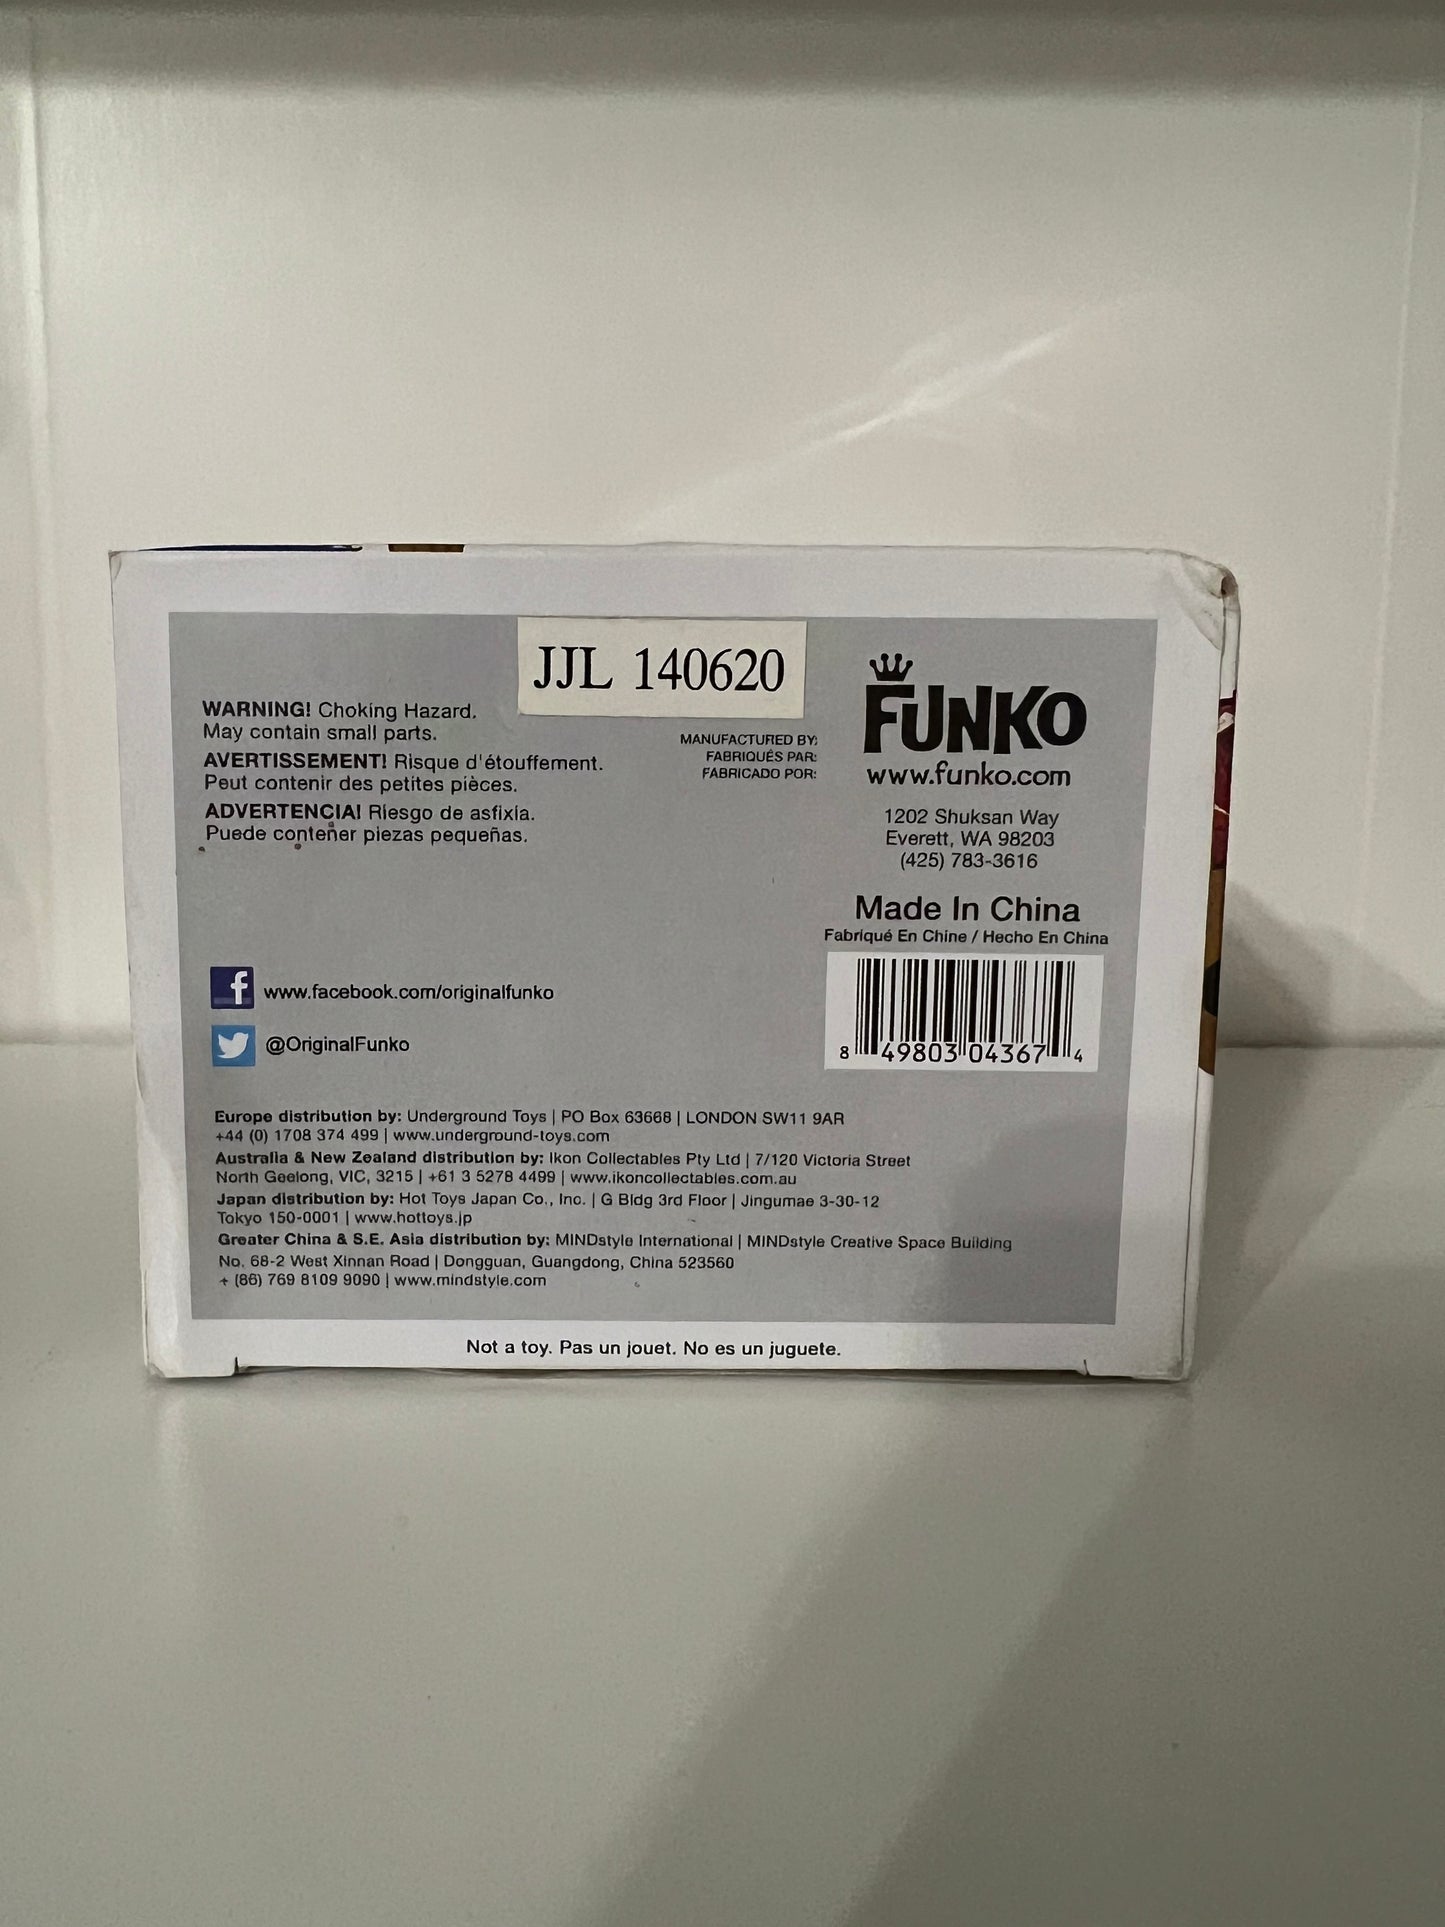 JJL 140620
WARNING! Choking Hazard.
May contain small parts.
AVERTISSEMENT! Risque d'étouffement.
Peut contenir des petites pièces.
ADVERTENCIA! Riesgo de asfixia.
Puede contener piezas pequeñas.
MANUFACTURED BY:
FABRIQUÉS PAR:
FABRICADO POR:
FUNKO
www.funko.com
1202 Shuksan Way
Everett, WA 98203
(425) 783-3616
Made In China
Fabriqué En Chine / Hecho En China
8 49803 04367 4
f www.facebook.com/originalfunko
@OriginalFunko
Europe distribution by: Underground Toys | PO Box 63668 | LONDON SW11 9AR
+44 (0) 1708 374 499 | www.underground-toys.com
Australia & New Zealand distribution by: Ikon Collectables Pty Ltd | 7/120 Victoria Street
North Geelong, VIC, 3215 | +61 3 5278 4499 | www.ikoncollectables.com.au
Japan distribution by: Hot Toys Japan Co., Inc. | G Bldg 3rd Floor | Jingumae 3-30-12
Tokyo 150-0001 | www.hottoys.jp
Greater China & S.E. Asia distribution by: MINDstyle International | MINDstyle Creative Space Building
No. 68-2 West Xinnan Road | Dongguan, Guangdong, China 523560
+ (86) 769 8109 9090 | www.mindstyle.com
Not a toy. Pas un jouet. No es un juguete.